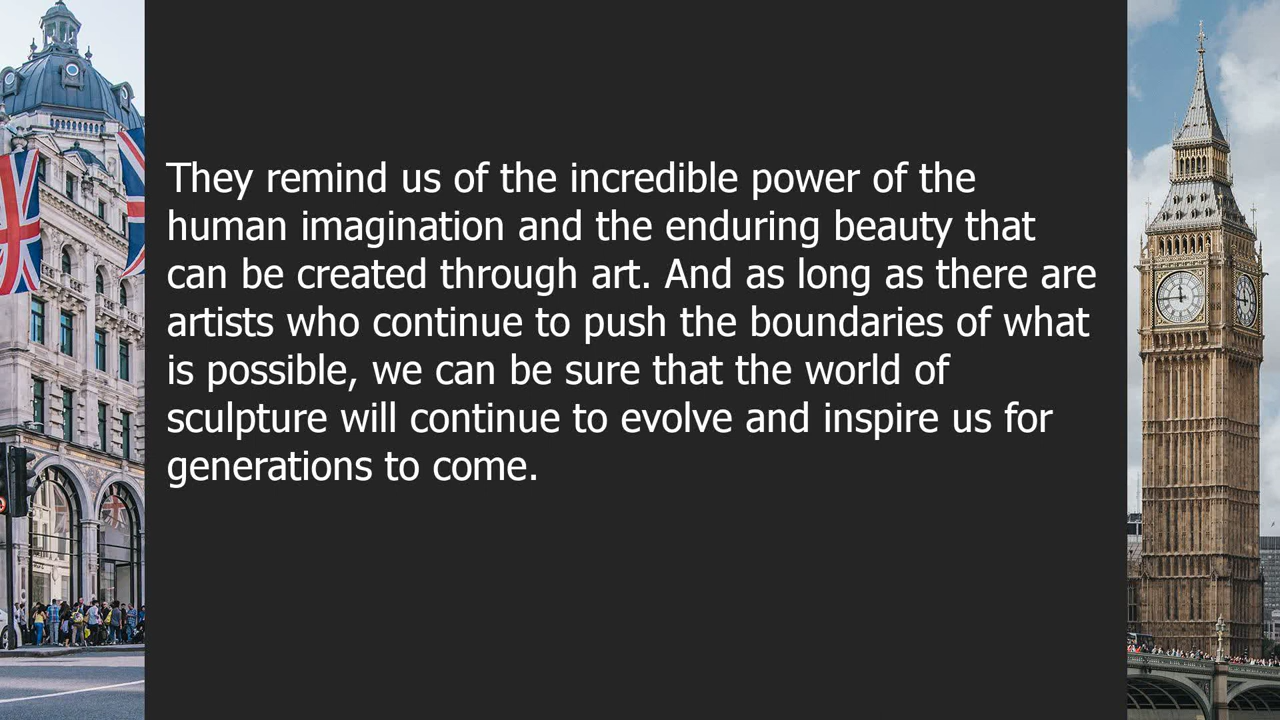 They remind us of the incredible power of the
human imagination and the enduring beauty that
can be created through art. And as long as there are
artists who continue to push the boundaries of what
is possible, we can be sure that the world of
sculpture will continue to evolve and inspire us for
generations to come.